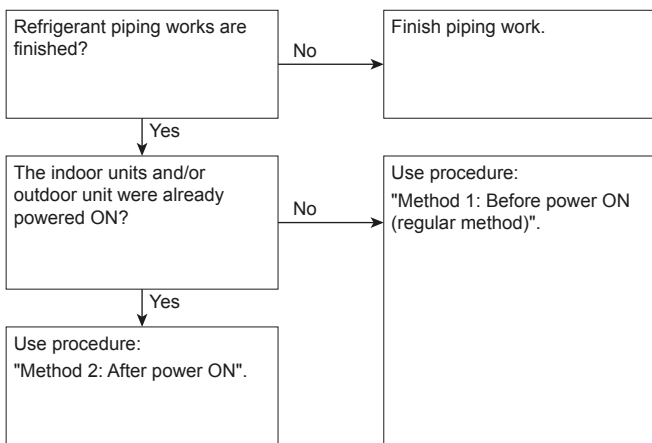 Refrigerant piping works are
finished?
No
Finish piping work.
Yes
The indoor units and/or
outdoor unit were already
powered ON?
No
Use procedure:
"Method 1: Before power ON
(regular method)".
Yes
Use procedure:
"Method 2: After power ON".